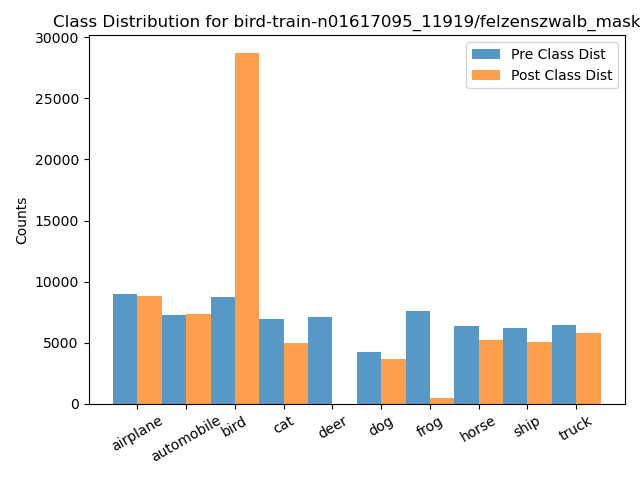 Class Distribution for bird-train-n01617095_11919/felzenszwalb_mask
Pre Class Dist
Post Class Dist
Counts
30000
25000
20000
15000
10000
5000
0
airplane
automobile
bird
cat
deer
dog
frog
horse
ship
truck